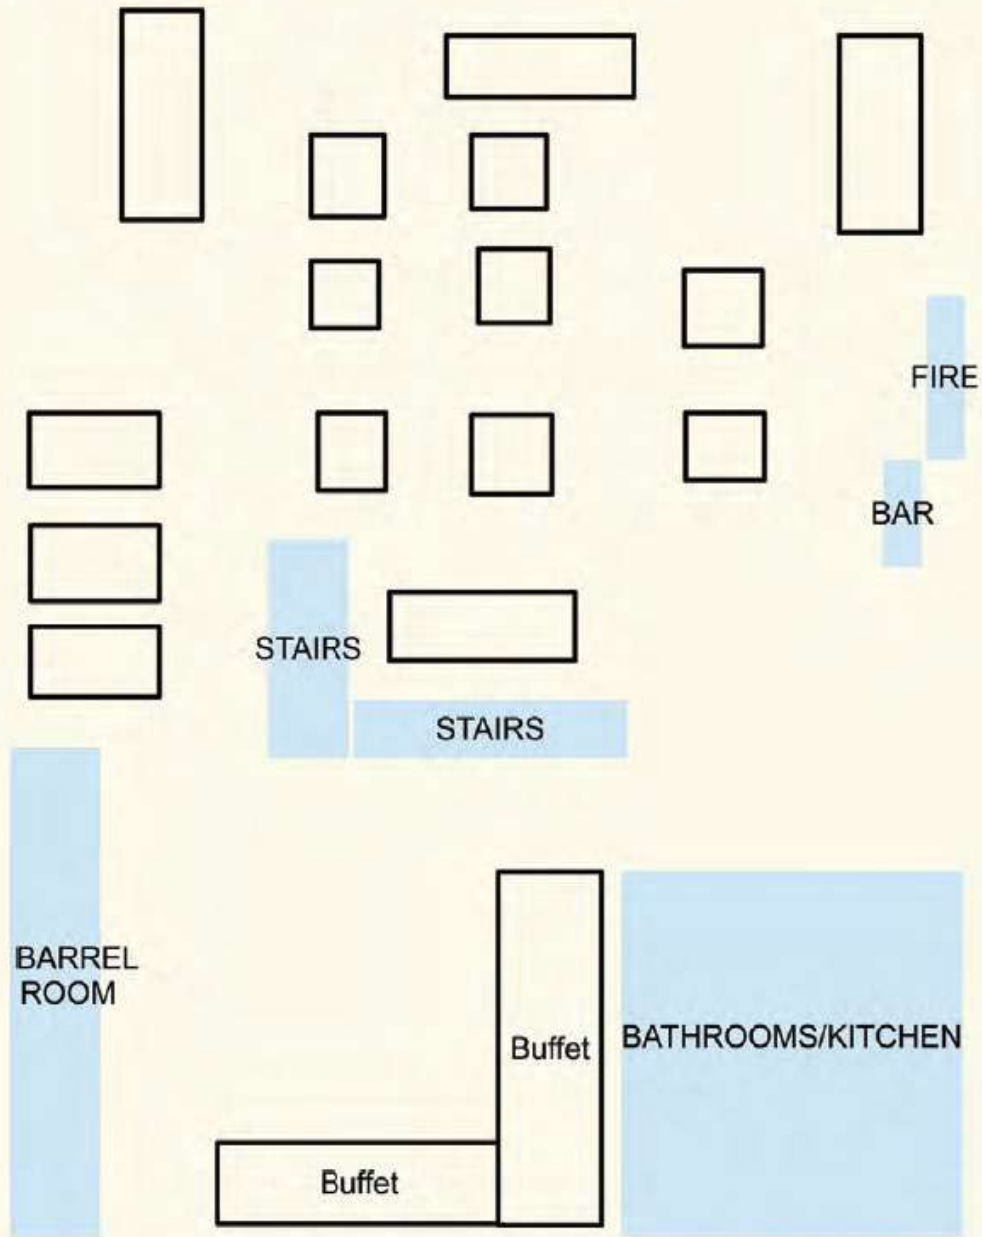 FIRE
BAR
STAIRS
STAIRS
BARREL
ROOM
Buffet
BATHROOMS/KITCHEN
Buffet